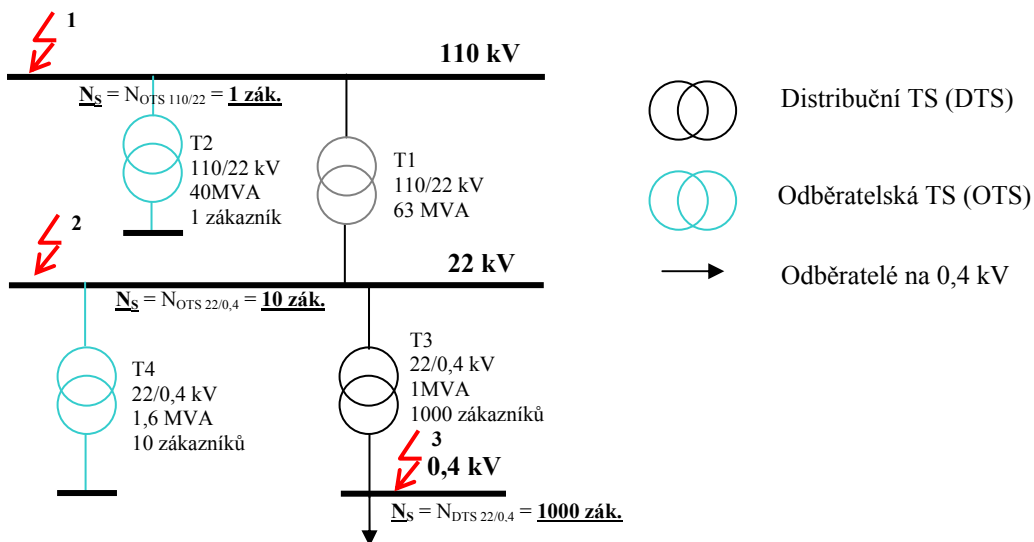 1
110 kV
N_S = N_OTS 110/22 = 1 zák.
T2
110/22 kV
40MVA
1 zákazník
T1
110/22 kV
63 MVA
2
22 kV
N_S = N_OTS 22/0,4 = 10 zák.
T4
22/0,4 kV
1,6 MVA
10 zákazníků
T3
22/0,4 kV
1MVA
1000 zákazníků
3
0,4 kV
N_S = N_DTS 22/0,4 = 1000 zák.
Distribuční TS (DTS)
Odběratelská TS (OTS)
Odběratelé na 0,4 kV